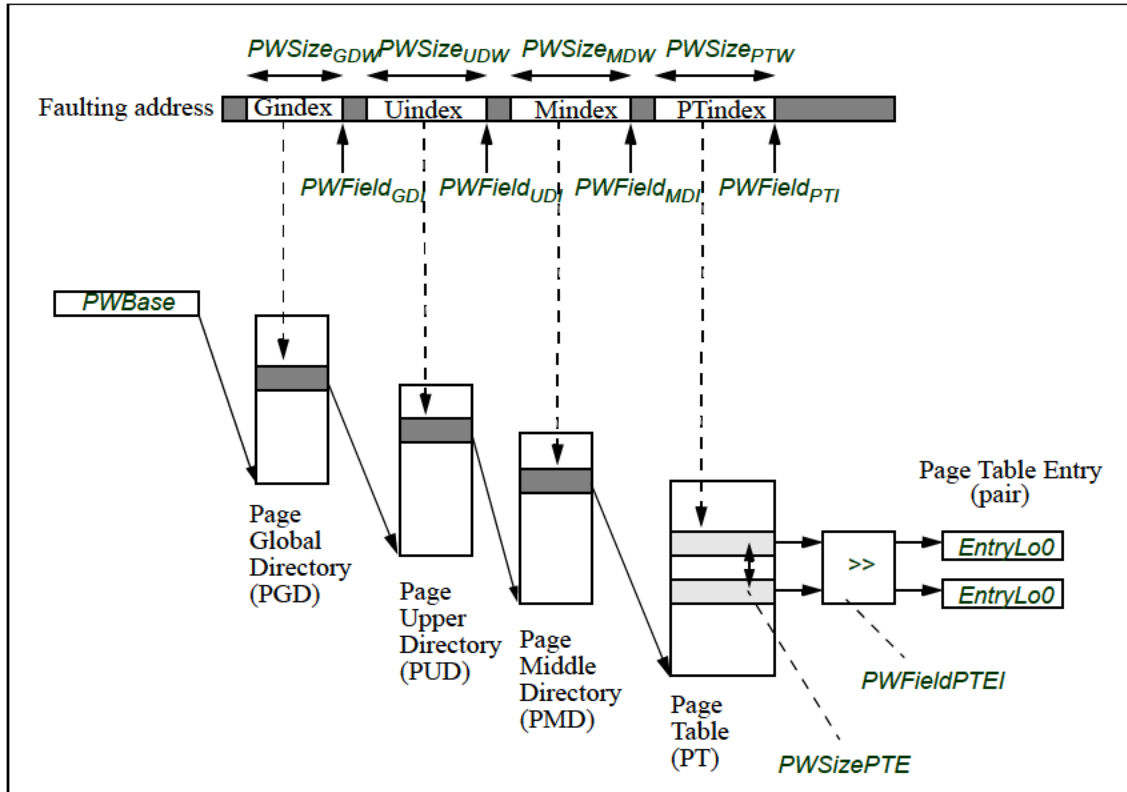 PWSizeGDW PWSizeUDW PWSizeMDW PWSizePTW
Faulting address Gindex Uindex Mindex PTindex
PWFieldGDI PWFieldUDI PWFieldMDI PWFieldPTI
PWBase
Page Table Entry
(pair)
EntryLo0
>>
EntryLo0
Page
Global
Directory
(PGD)
Page
Upper
Directory
(PUD)
Page
Middle
Directory
(PMD)
Page
Table
(PT)
PWFieldPTEI
PWSizePTE